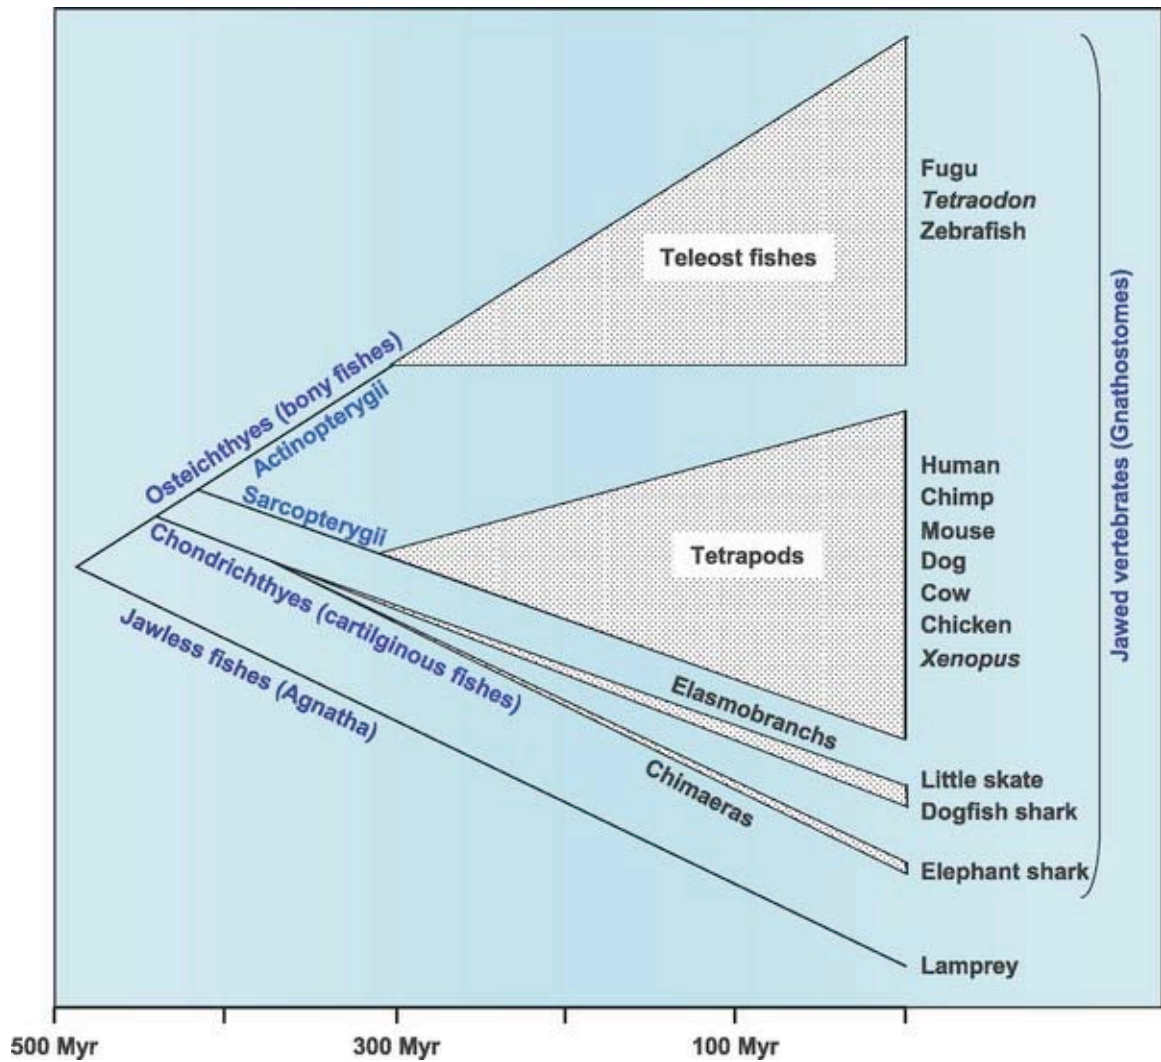 Fugu
Tetraodon
Zebrafish
Teleost fishes
Osteichthyes (bony fishes)
Actinopterygii
Sarcopterygii
Chondrichthyes (cartilginous fishes)
Jawless fishes (Agnatha)
Tetrapods
Human
Chimp
Mouse
Dog
Cow
Chicken
Xenopus
Elasmobranchs
Chimaeras
Little skate
Dogfish shark
Elephant shark
Lamprey
Jawed vertebrates (Gnathostomes)
500 Myr
300 Myr
100 Myr